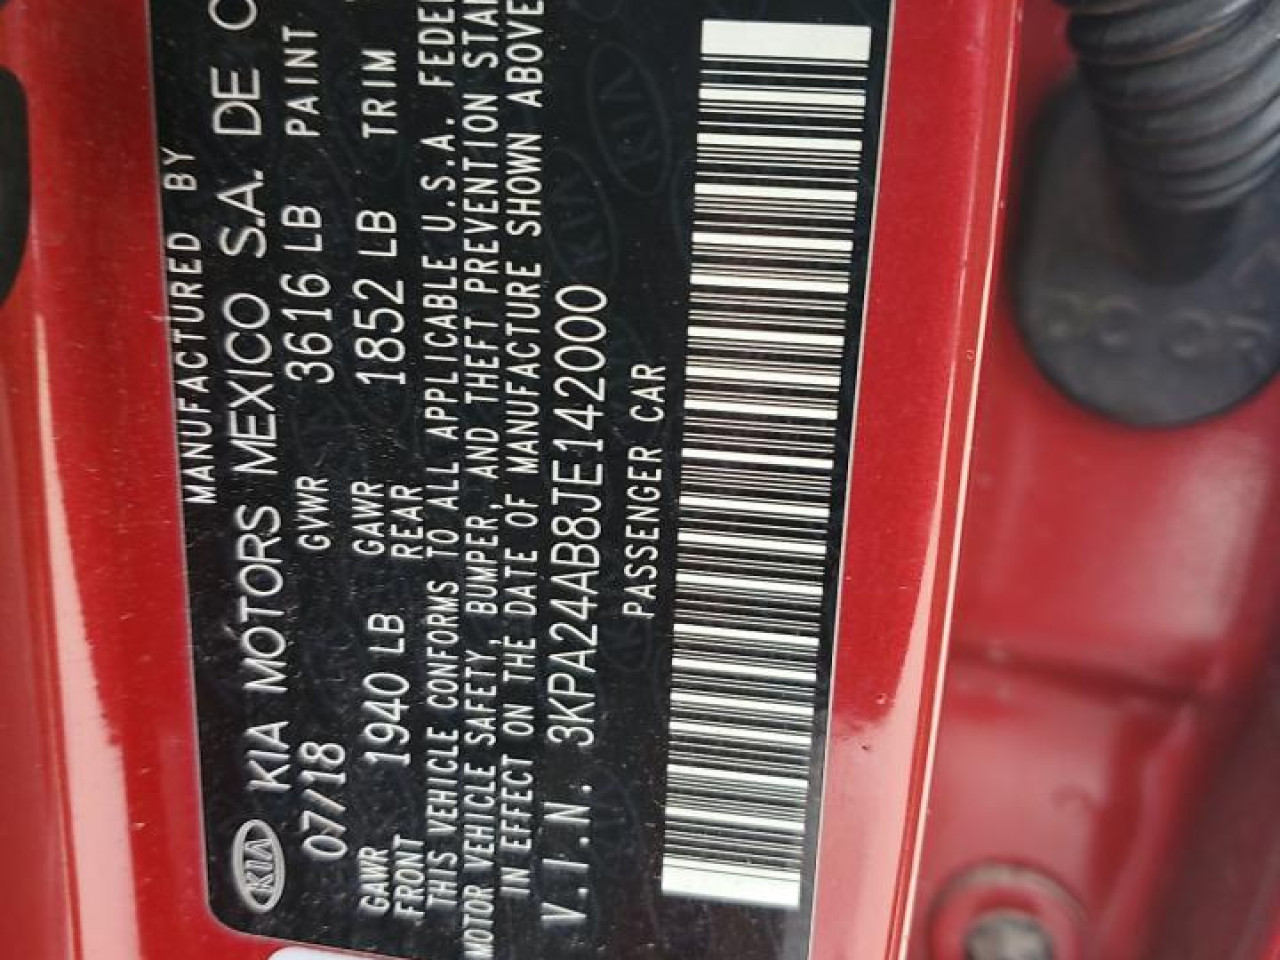 MANUFACTURED BY
KIA KIA MOTORS MEXICO S.A. DE C
07/18 GVWR 3616 LB PAINT
GAWR FRONT 1940 LB GAWR REAR 1852 LB TRIM
THIS VEHICLE CONFORMS TO ALL APPLICABLE U.S.A. FEDE
MOTOR VEHICLE SAFETY, BUMPER, AND THEFT PREVENTION STA
IN EFFECT ON THE DATE OF MANUFACTURE SHOWN ABOVE
V.I.N. 3KPA24AB8JE142000
PASSENGER CAR